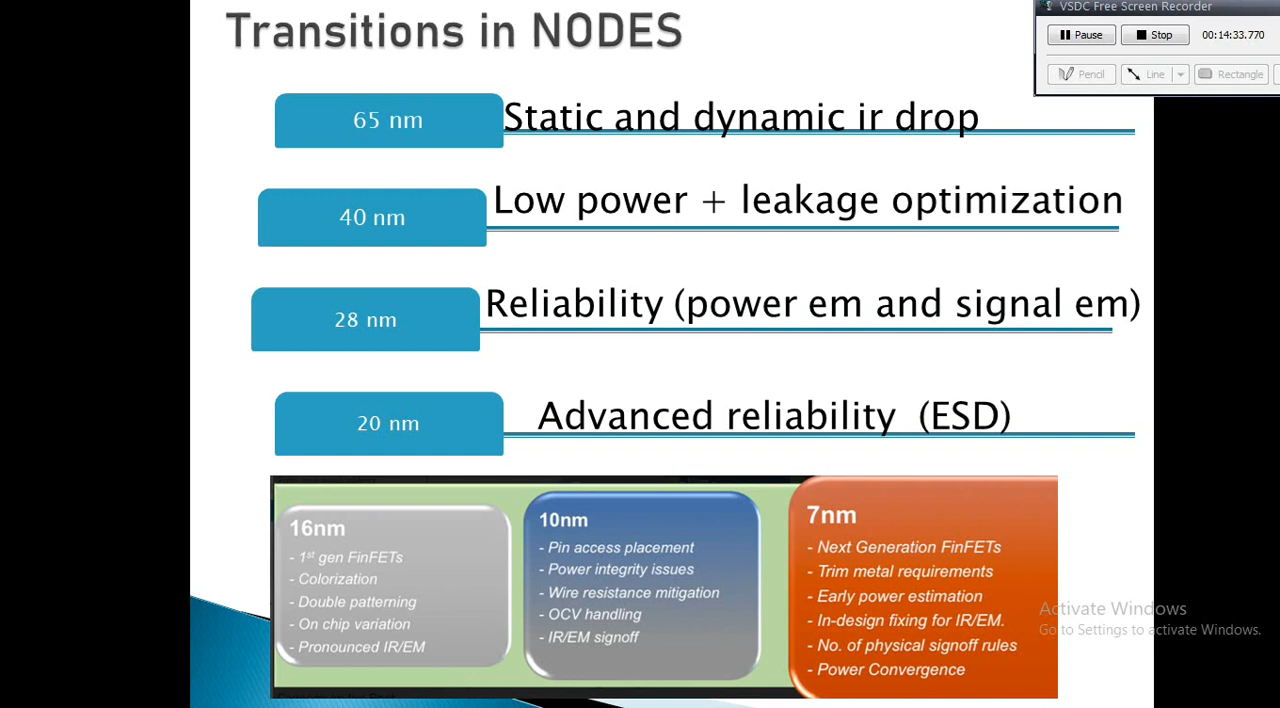 Transitions in NODES
VSDC Free Screen Recorder
Pause Stop 00:14:33.770
Pencil Line Rectangle
65 nm Static and dynamic ir drop
40 nm Low power + leakage optimization
28 nm Reliability (power em and signal em)
20 nm Advanced reliability (ESD)
16nm
- 1st gen FinFETs
- Colorization
- Double patterning
- On chip variation
- Pronounced IR/EM
10nm
- Pin access placement
- Power integrity issues
- Wire resistance mitigation
- OCV handling
- IR/EM signoff
7nm
- Next Generation FinFETs
- Trim metal requirements
- Early power estimation
- In-design fixing for IR/EM.
- No. of physical signoff rules
- Power Convergence
Activate Windows
Go to Settings to activate Windows.